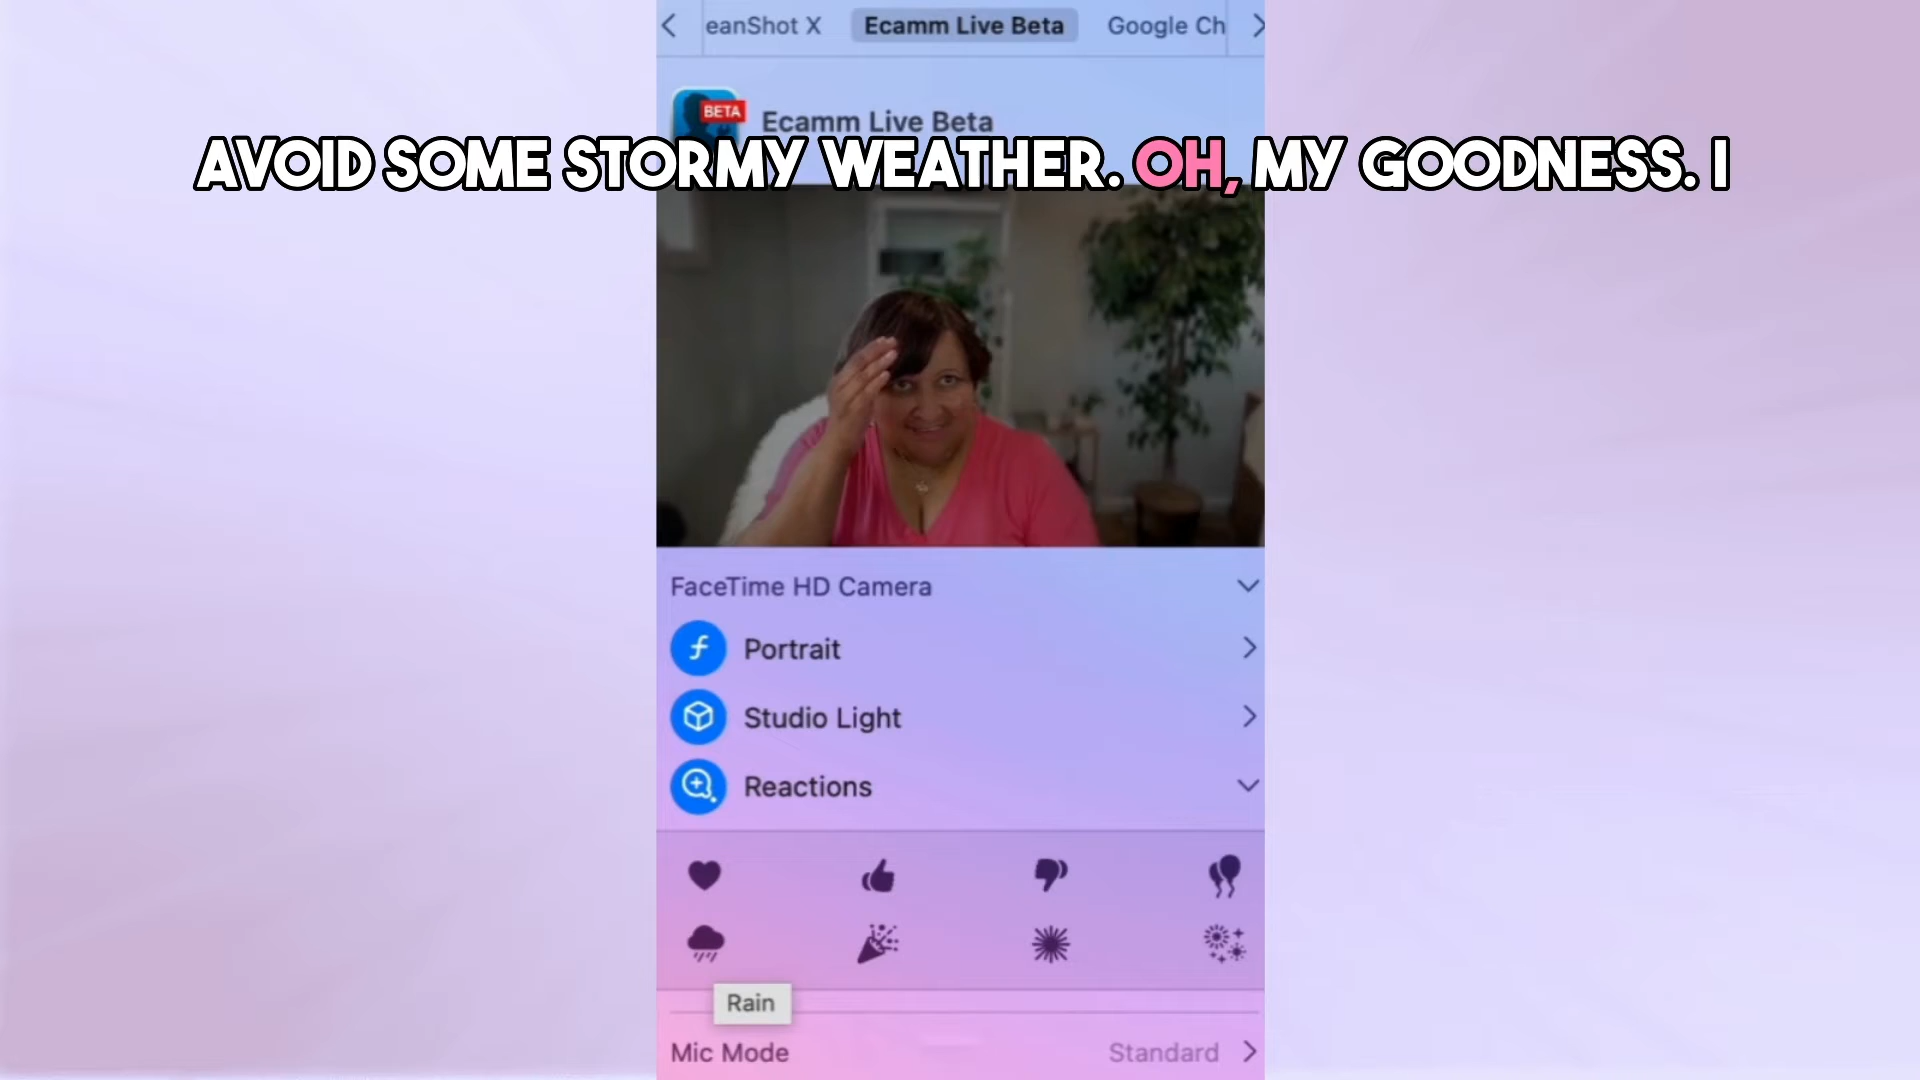 eanShot X Ecamm Live Beta Google Ch
BETA
Ecamm Live Beta
AVOID SOME STORMY WEATHER. OH, MY GOODNESS. I
FaceTime HD Camera
Portrait
Studio Light
Reactions
Rain
Mic Mode Standard